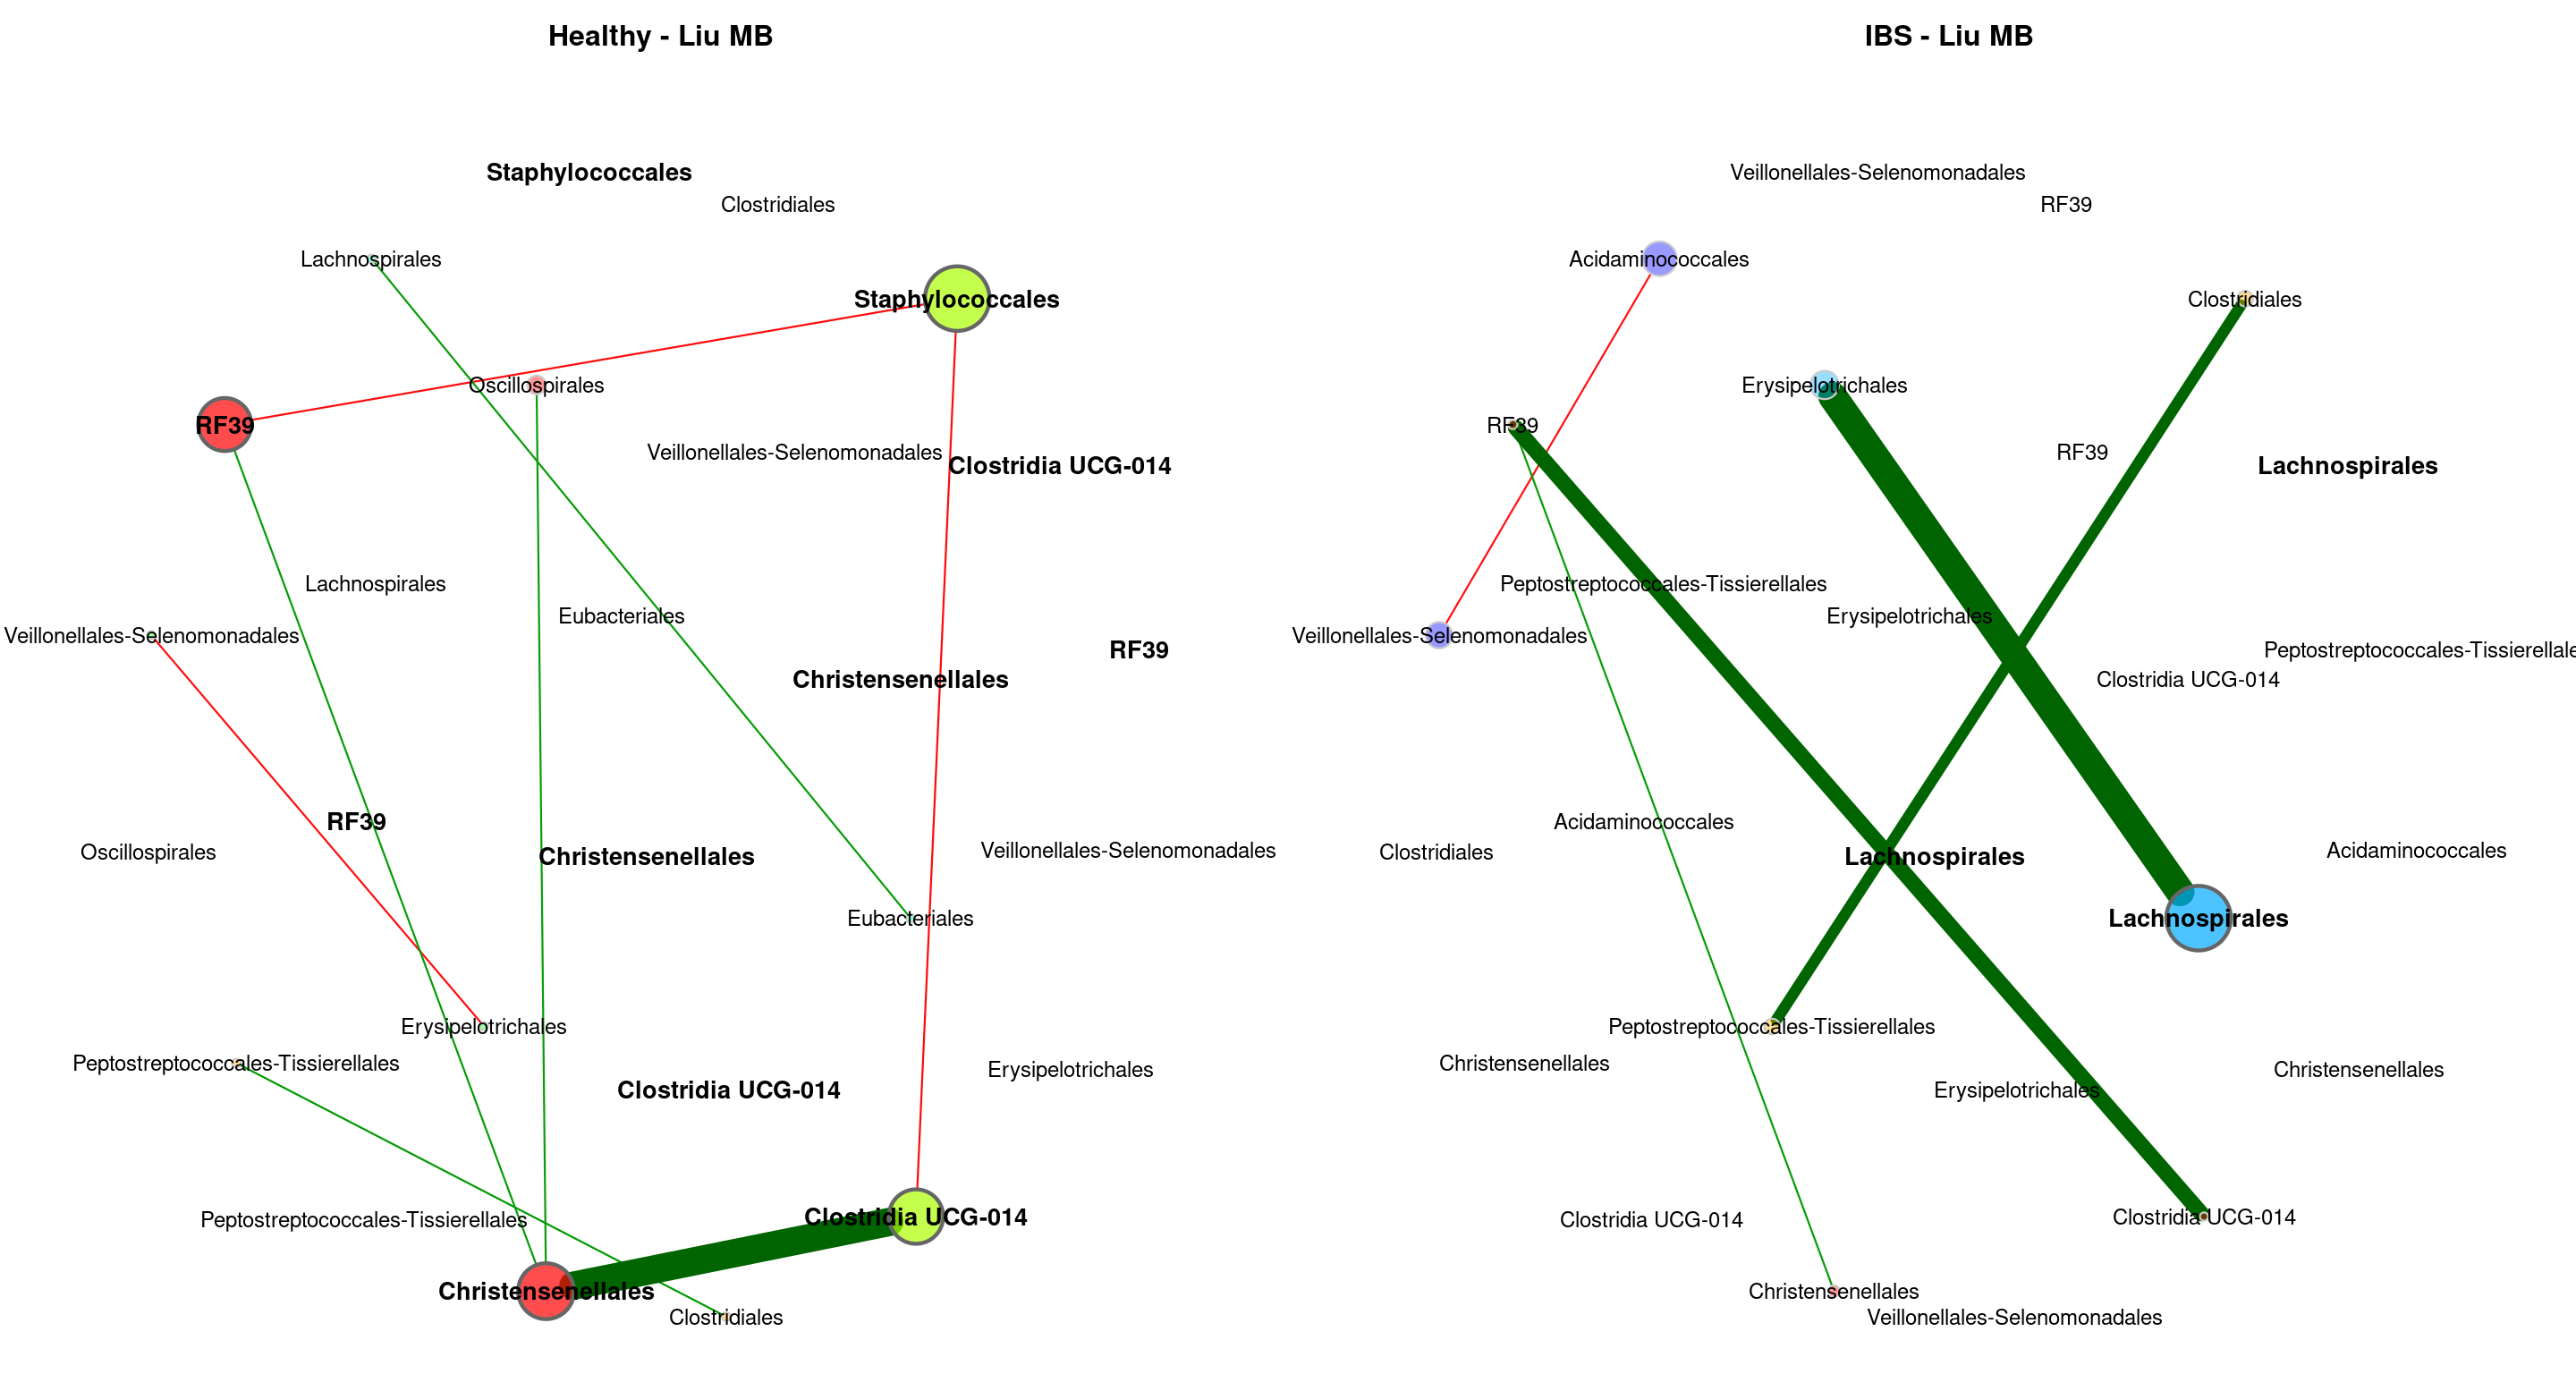 Healthy - Liu MB
Staphylococcales
Clostridiales
Lachnospirales
Staphylococcales
Oscillospirales
RF39
Veillonellales-Selenomonadales
Clostridia UCG-014
Lachnospirales
Eubacteriales
Veillonellales-Selenomonadales
RF39
Christensenellales
RF39
Oscillospirales
Christensenellales
Veillonellales-Selenomonadales
Eubacteriales
Erysipelotrichales
Peptostreptococcales-Tissierellales
Erysipelotrichales
Clostridia UCG-014
Peptostreptococcales-Tissierellales
Clostridia UCG-014
Christensenellales
Clostridiales
IBS - Liu MB
Veillonellales-Selenomonadales
RF39
Acidaminococcales
Clostridiales
Erysipelotrichales
RF39
RF39
Lachnospirales
Peptostreptococcales-Tissierellales
Erysipelotrichales
Veillonellales-Selenomonadales
Peptostreptococcales-Tissierellale
Clostridia UCG-014
Acidaminococcales
Clostridiales
Lachnospirales
Acidaminococcales
Lachnospirales
Peptostreptococcales-Tissierellales
Christensenellales
Christensenellales
Erysipelotrichales
Clostridia UCG-014
Clostridia UCG-014
Christensenellales
Veillonellales-Selenomonadales